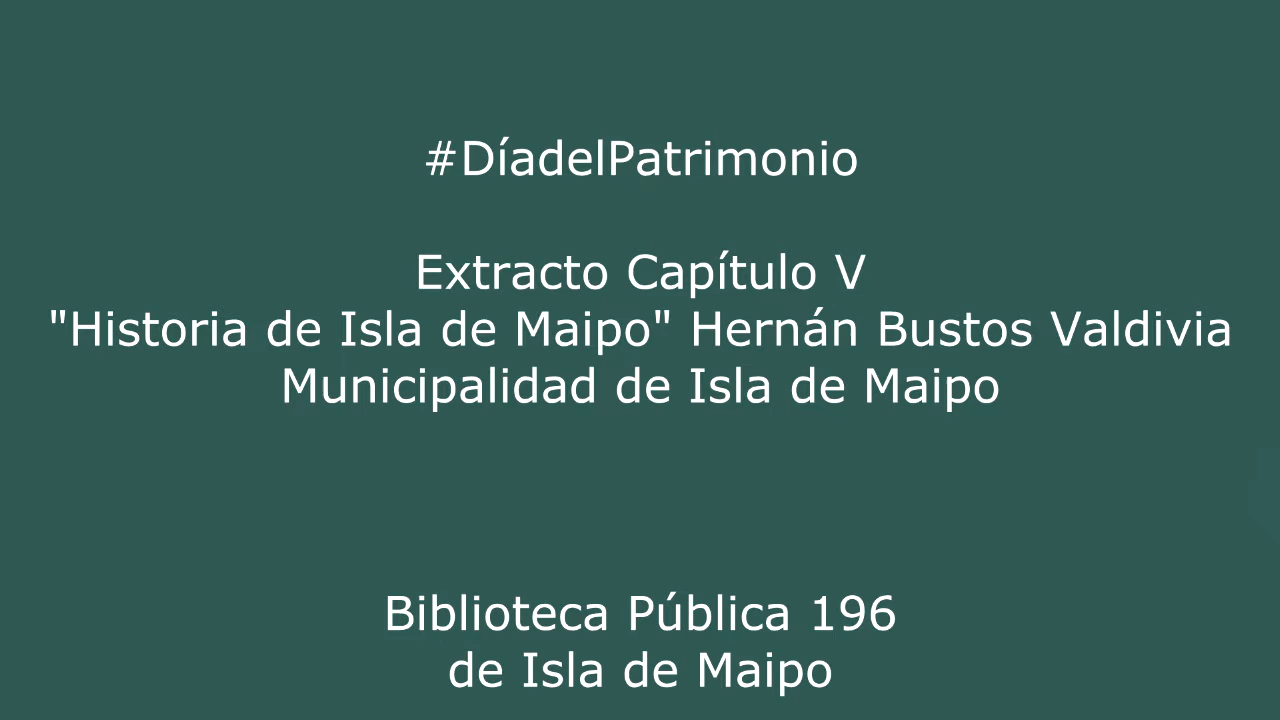 #DíadelPatrimonio
Extracto Capítulo V
"Historia de Isla de Maipo" Hernán Bustos Valdivia
Municipalidad de Isla de Maipo
Biblioteca Pública 196
de Isla de Maipo